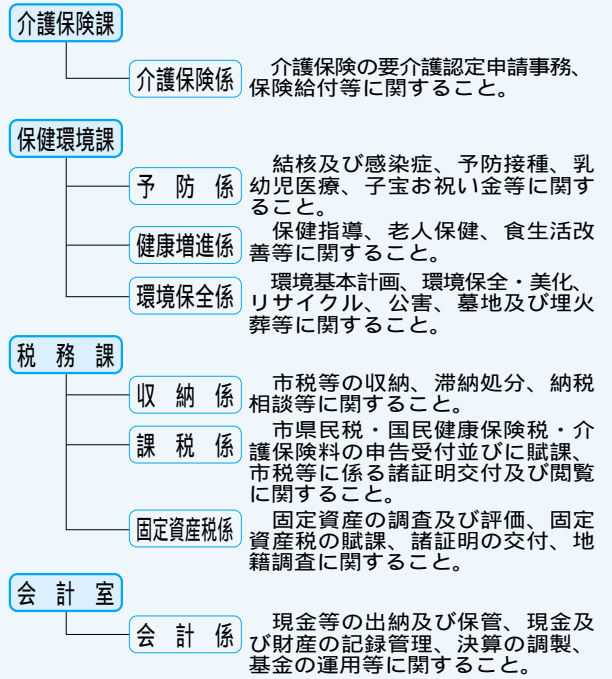 介護保険課
介護保険係
介護保険の要介護認定申請事務、
保険給付等に関すること。
保健環境課
予防係
結核及び感染症、予防接種、乳
幼児医療、子宝お祝い金等に関す
ること。
健康増進係
保健指導、老人保健、食生活改
善等に関すること。
環境保全係
環境基本計画、環境保全・美化、
リサイクル、公害、墓地及び埋火
葬等に関すること。
税務課
収納係
市税等の収納、滞納処分、納税
相談等に関すること。
課税係
市県民税・国民健康保険税・介
護保険料の申告受付並びに賦課、
市税等に係る諸証明交付及び閲覧
に関すること。
固定資産税係
固定資産の調査及び評価、固定
資産税の賦課、諸証明の交付、地
籍調査に関すること。
会計室
会計係
現金等の出納及び保管、現金及
び財産の記録管理、決算の調製、
基金の運用等に関すること。